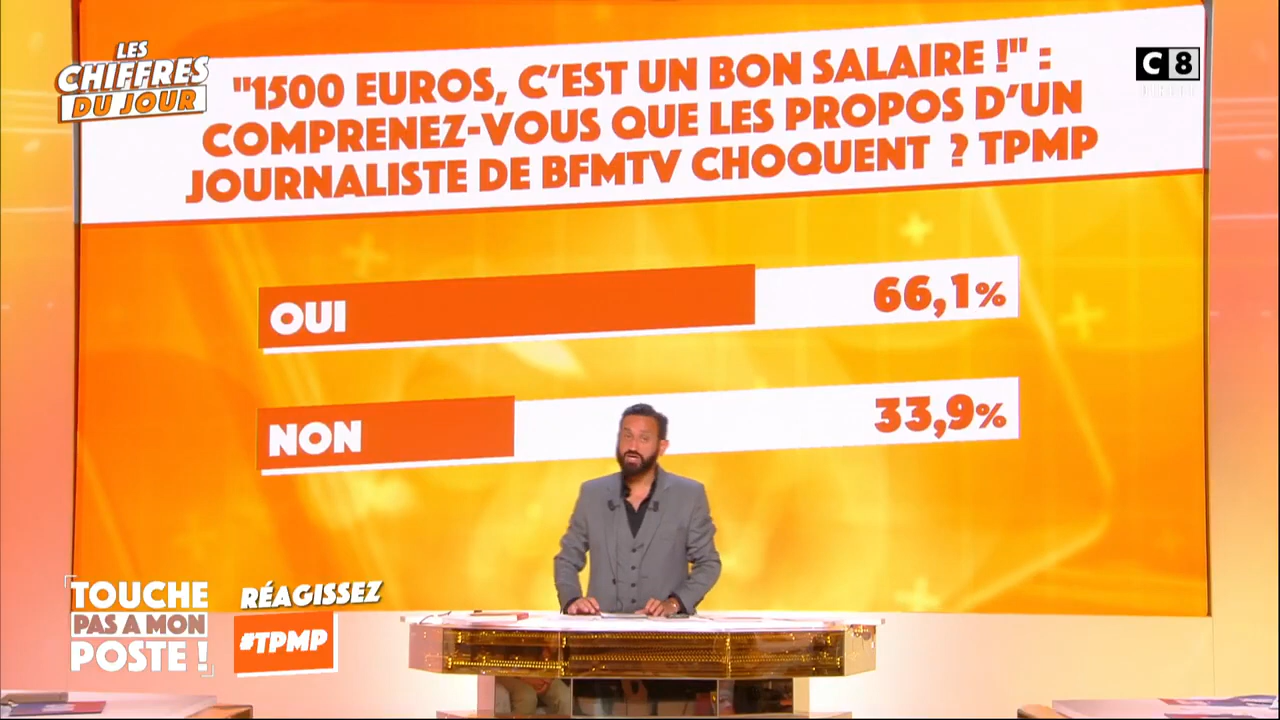 LES
CHIFFRES
DU JOUR
"1500 EUROS, C'EST UN BON SALAIRE !" :
COMPRENEZ-VOUS QUE LES PROPOS D'UN
JOURNALISTE DE BFMTV CHOQUENT ? TPMP
C8
OUI
66,1%
NON
33,9%
TOUCHE
PAS A MON
POSTE !
RÉAGISSEZ
#TPMP